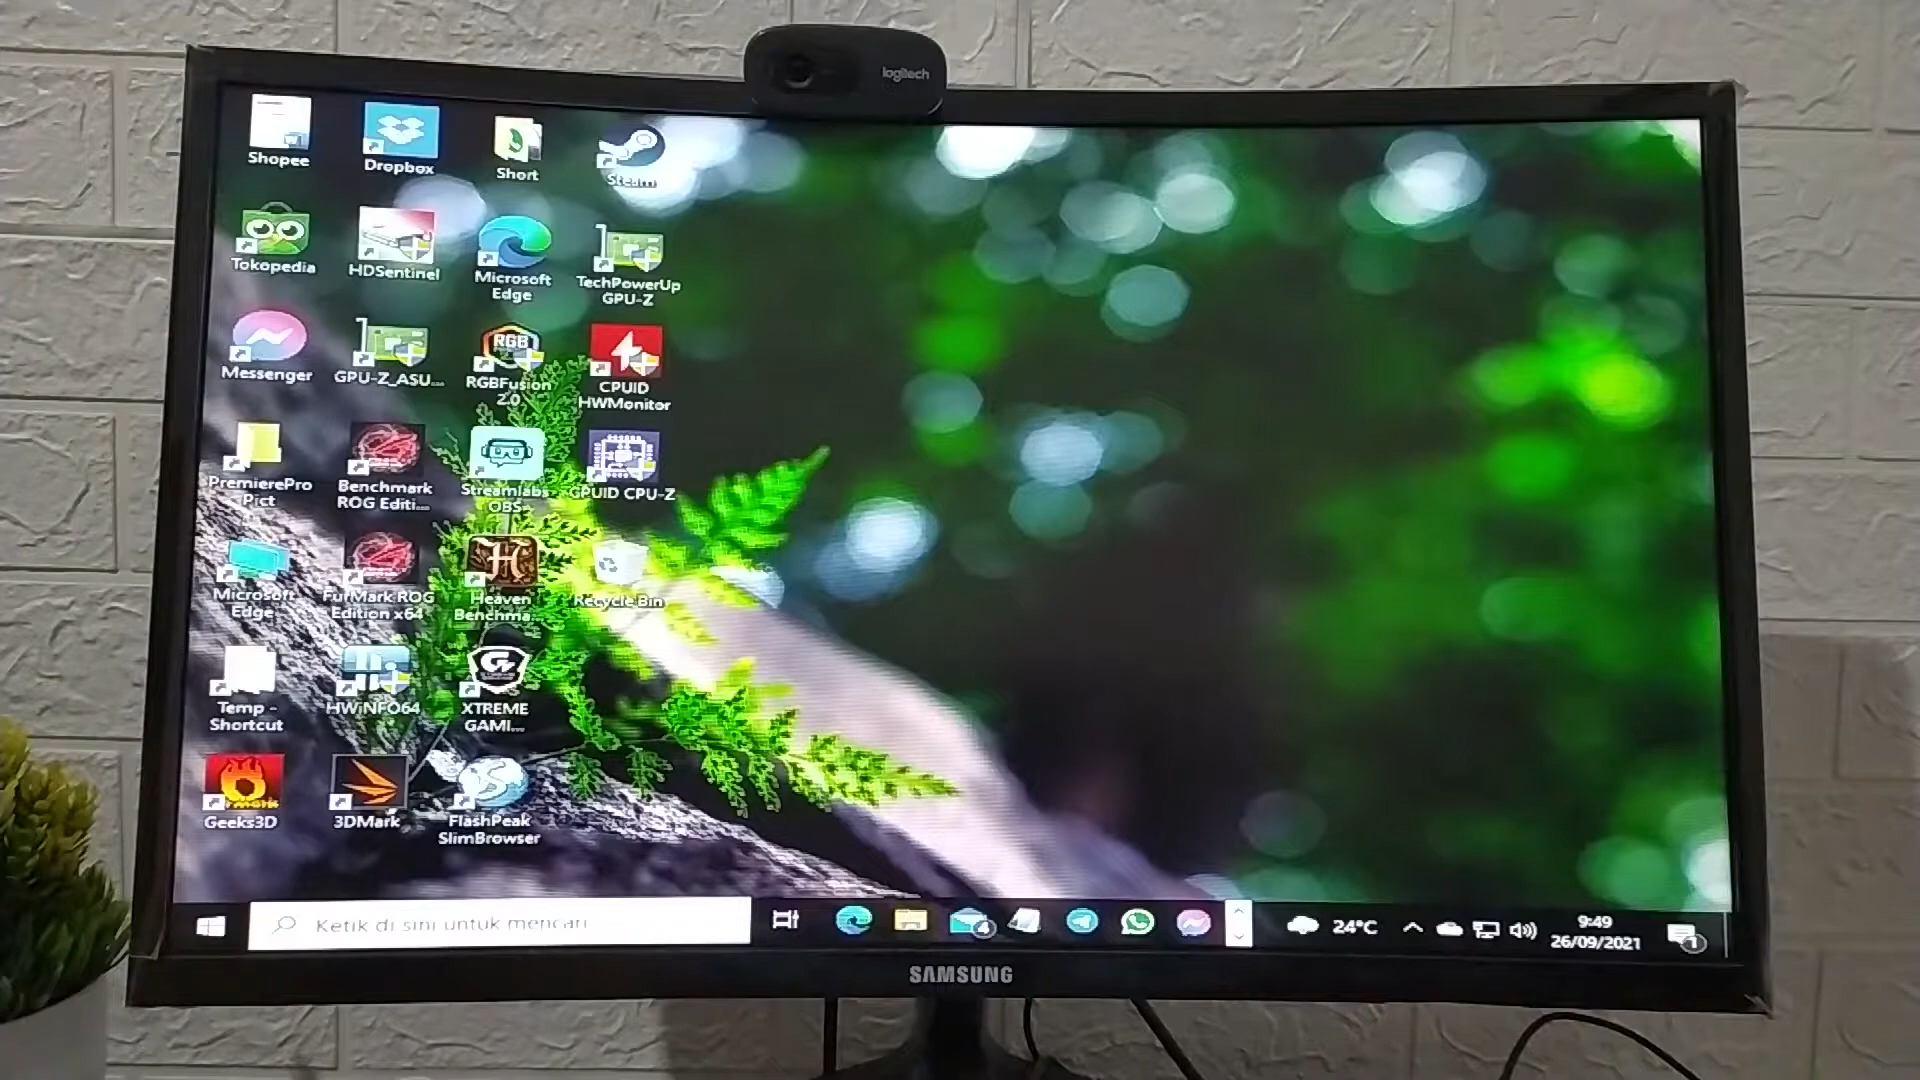 logitech
Shopee
Dropbox
Short
Steam
Tokopedia
HDSentinel
Microsoft
Edge
TechPowerUp
GPU-Z
Messenger
GPU-Z_ASU...
RGB
RGBFusion
2.0
CPUID
HWMonitor
PremierePro
Pict
Benchmark
ROG Editi...
Streamlabs
OBS
CPUID CPU-Z
Microsoft
Edge
FurMark ROG
Edition x64
Heaven
Benchma...
Recycle Bin
Temp -
Shortcut
HWiNFO64
XTREME
GAMI...
Geeks3D
3DMark
FlashPeak
SlimBrowser
Ketik di sini untuk mencari
4
24°C
9:49
26/09/2021
1
SAMSUNG